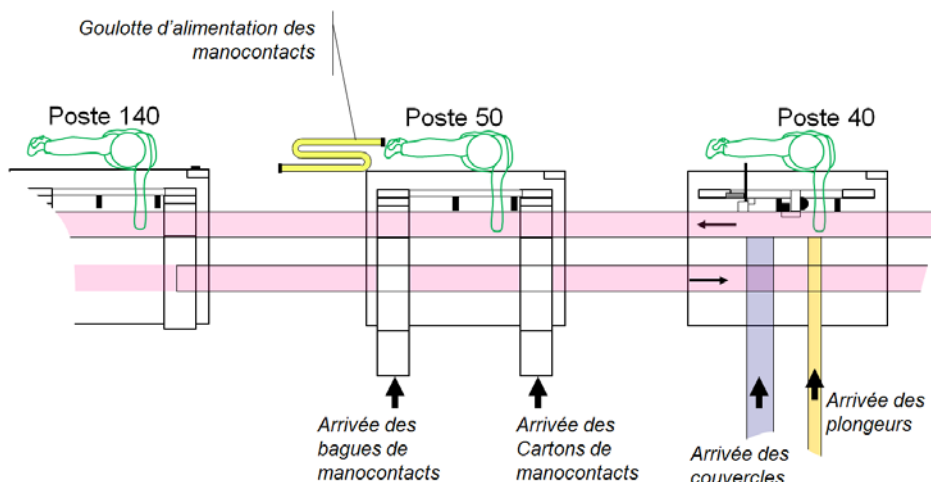 Goulotte d'alimentation des
manocontacts
Poste 140
Poste 50
Poste 40
Arrivée des
bagues de
manocontacts
Arrivée des
Cartons de
manocontacts
Arrivée des
couvercles
Arrivée des
plongeurs